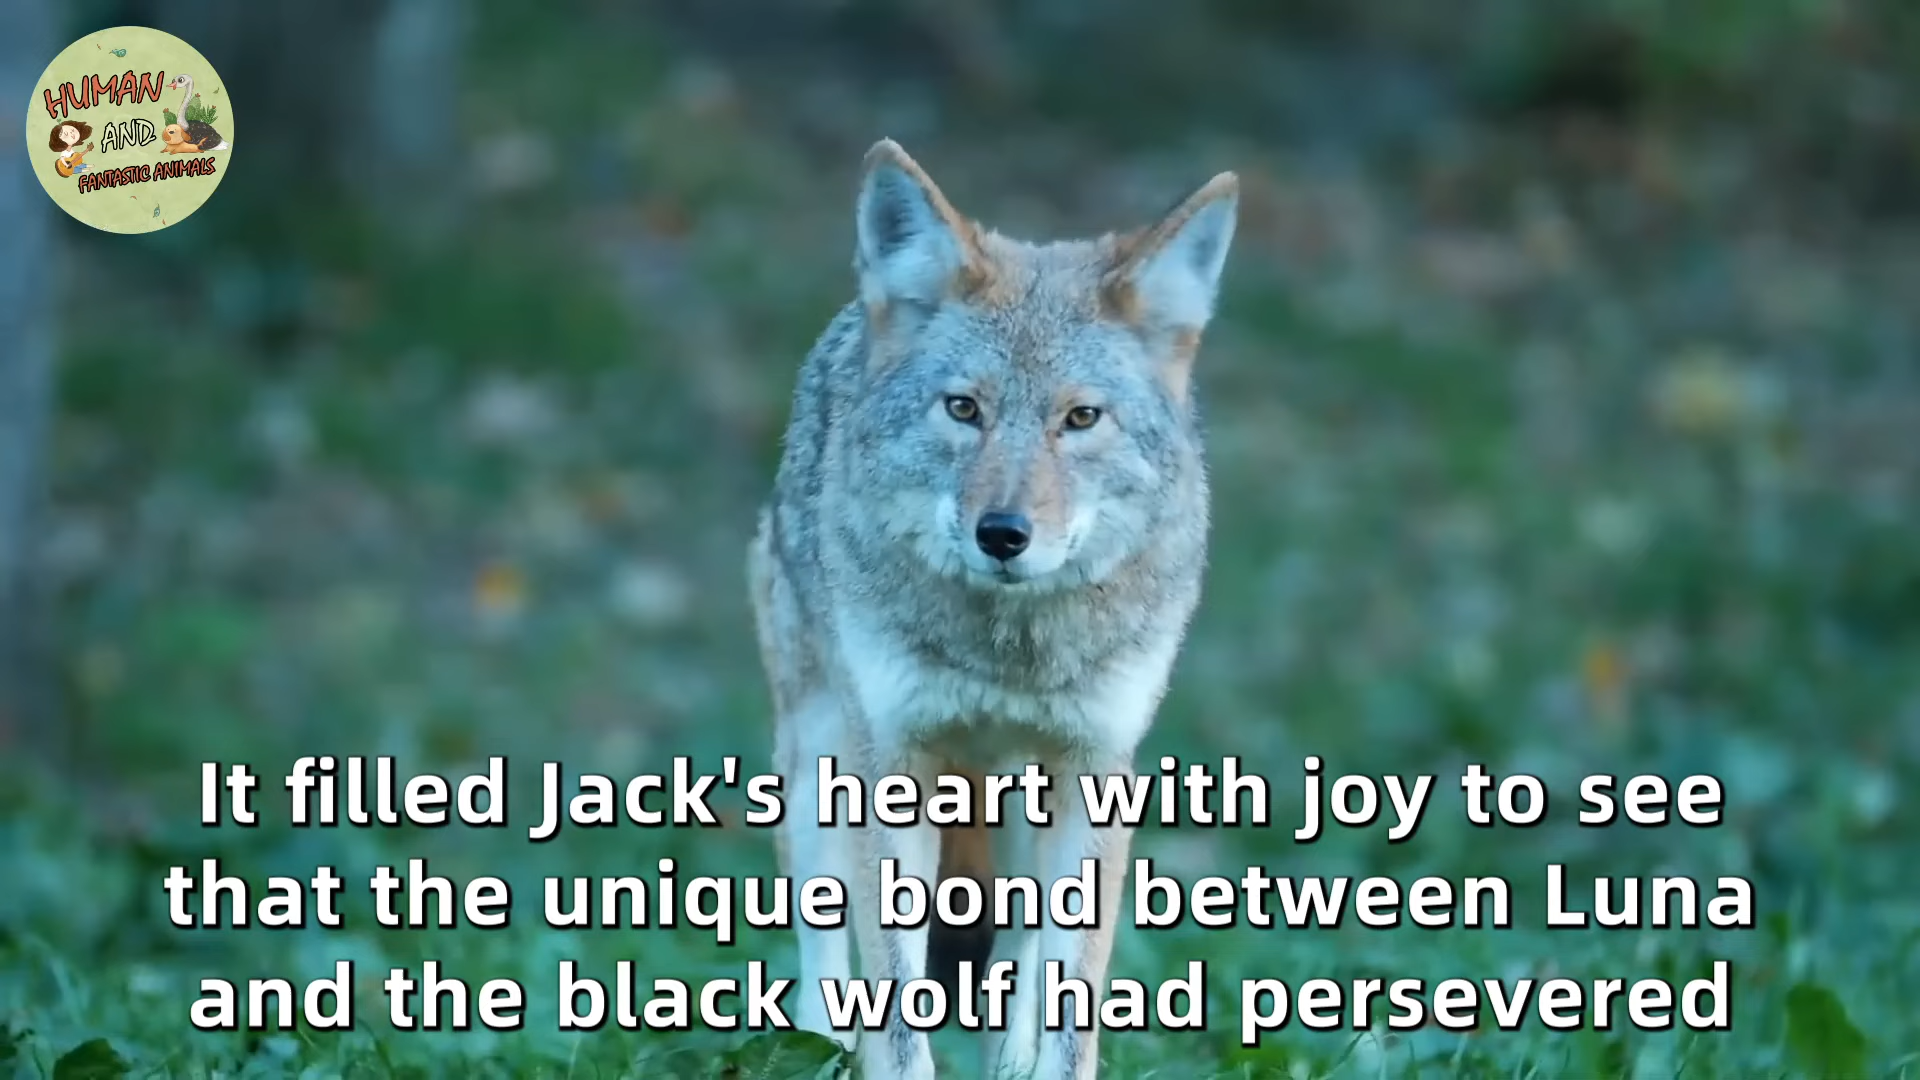 HUMAN
AND
FANTASTIC ANIMALS
It filled Jack's heart with joy to see
that the unique bond between Luna
and the black wolf had persevered